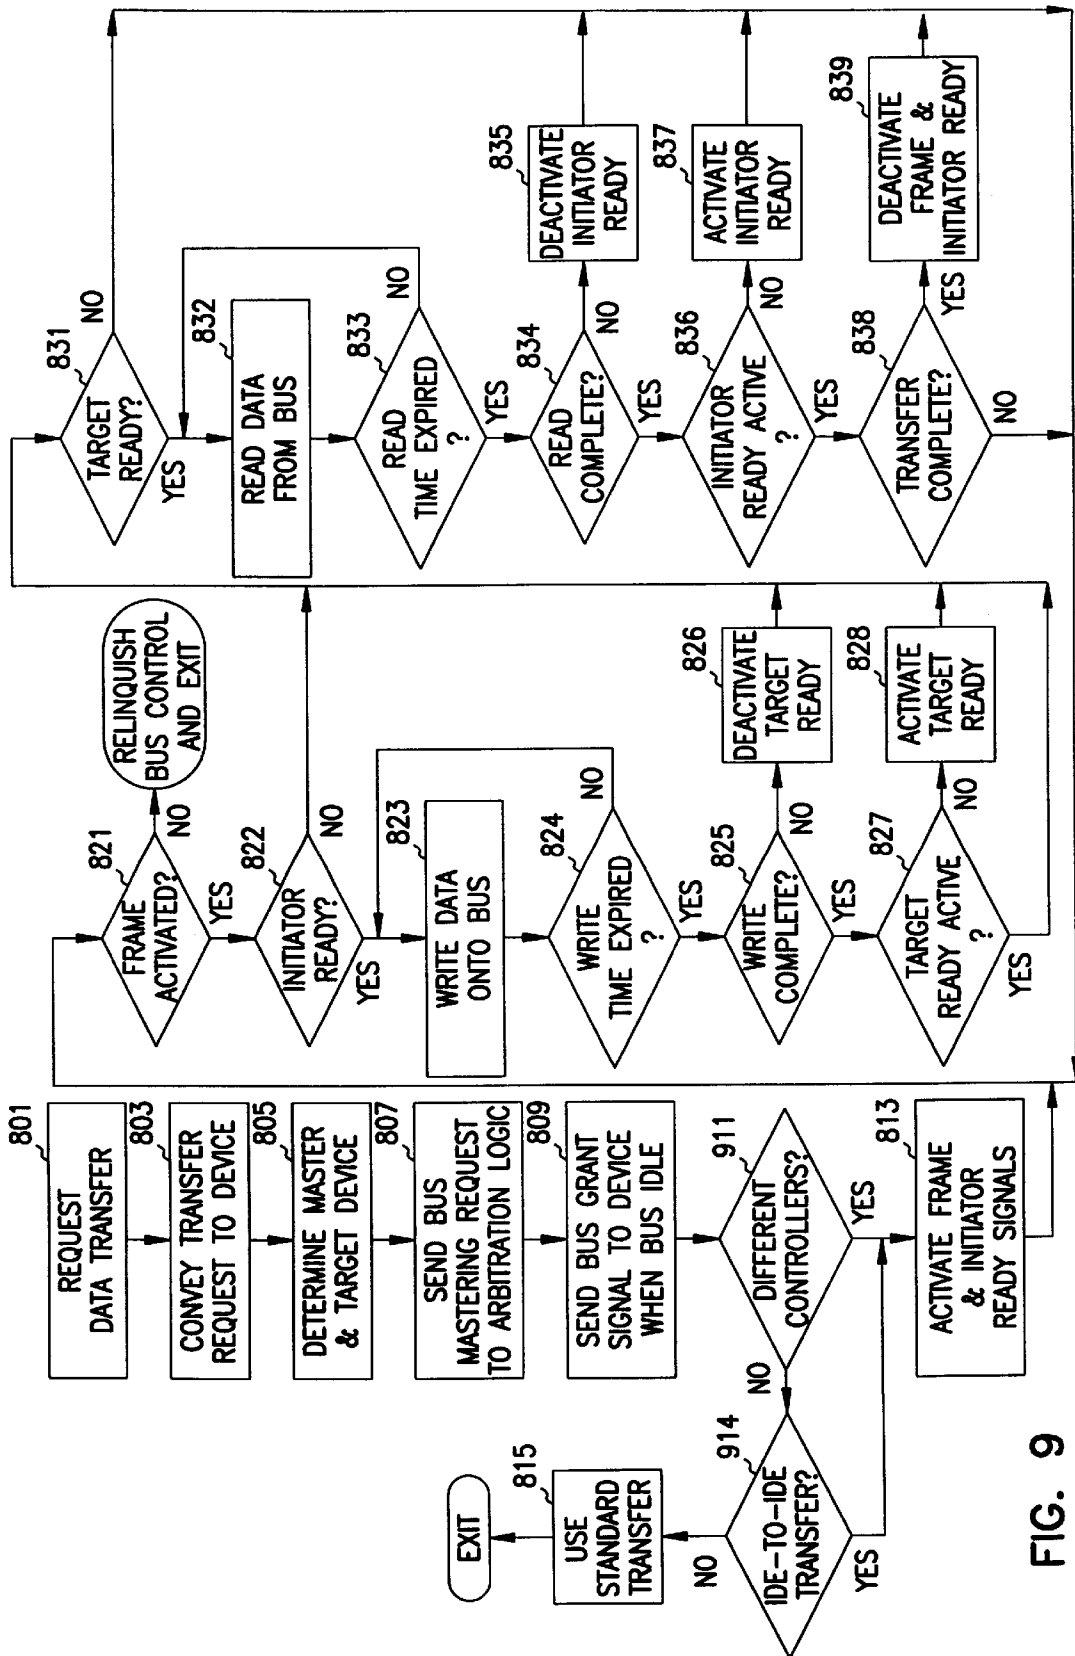 801
REQUEST
DATA TRANSFER
803
CONVEY TRANSFER
REQUEST TO DEVICE
805
DETERMINE MASTER
& TARGET DEVICE
807
SEND BUS
MASTERING REQUEST
TO ARBITRATION LOGIC
809
SEND BUS GRANT
SIGNAL TO DEVICE
WHEN BUS IDLE
911
DIFFERENT
CONTROLLERS?
NO
YES
914
IDE-TO-IDE
TRANSFER?
NO
YES
815
USE
STANDARD
TRANSFER
EXIT
813
ACTIVATE FRAME
& INITIATOR
READY SIGNALS
821
FRAME
ACTIVATED?
NO
YES
RELINQUISH
BUS CONTROL
AND EXIT
822
INITIATOR
READY?
NO
YES
823
WRITE DATA
ONTO BUS
824
WRITE
TIME EXPIRED
?
NO
YES
825
WRITE
COMPLETE?
NO
YES
826
DEACTIVATE
TARGET
READY
827
TARGET
READY ACTIVE
?
NO
YES
828
ACTIVATE
TARGET
READY
831
TARGET
READY?
NO
YES
832
READ DATA
FROM BUS
833
READ
TIME EXPIRED
?
NO
YES
834
READ
COMPLETE?
NO
YES
835
DEACTIVATE
INITIATOR
READY
836
INITIATOR
READY ACTIVE
?
NO
YES
837
ACTIVATE
INITIATOR
READY
838
TRANSFER
COMPLETE?
YES
NO
839
DEACTIVATE
FRAME &
INITIATOR READY
FIG. 9